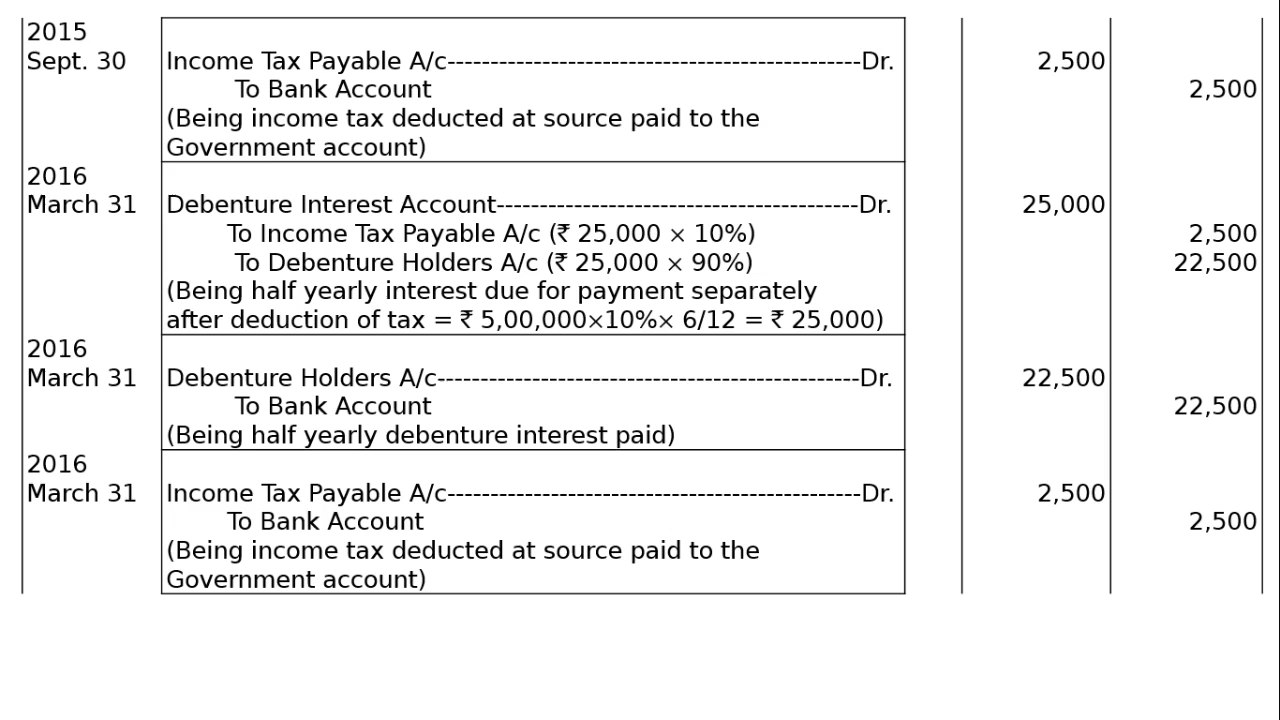 2015
Sept. 30 Income Tax Payable A/c------------------------------------------------Dr. 2,500
To Bank Account 2,500
(Being income tax deducted at source paid to the
Government account)
2016
March 31 Debenture Interest Account------------------------------------------Dr. 25,000
To Income Tax Payable A/c (₹ 25,000 × 10%) 2,500
To Debenture Holders A/c (₹ 25,000 × 90%) 22,500
(Being half yearly interest due for payment separately
after deduction of tax = ₹ 5,00,000×10%× 6/12 = ₹ 25,000)
2016
March 31 Debenture Holders A/c-------------------------------------------------Dr. 22,500
To Bank Account 22,500
(Being half yearly debenture interest paid)
2016
March 31 Income Tax Payable A/c------------------------------------------------Dr. 2,500
To Bank Account 2,500
(Being income tax deducted at source paid to the
Government account)